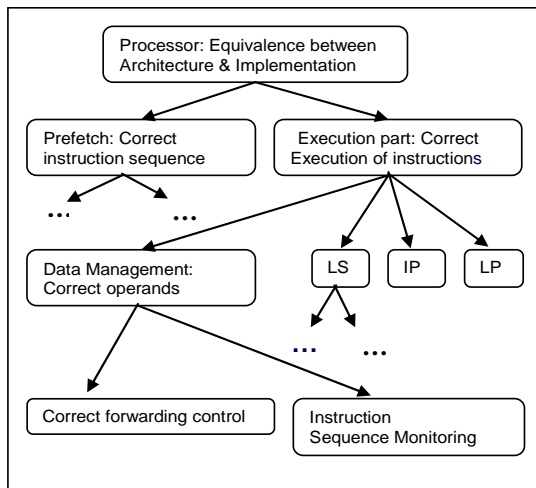 Processor: Equivalence between
Architecture & Implementation
Prefetch: Correct
instruction sequence
Execution part: Correct
Execution of instructions
...
...
Data Management:
Correct operands
LS
IP
LP
...
...
Correct forwarding control
Instruction
Sequence Monitoring